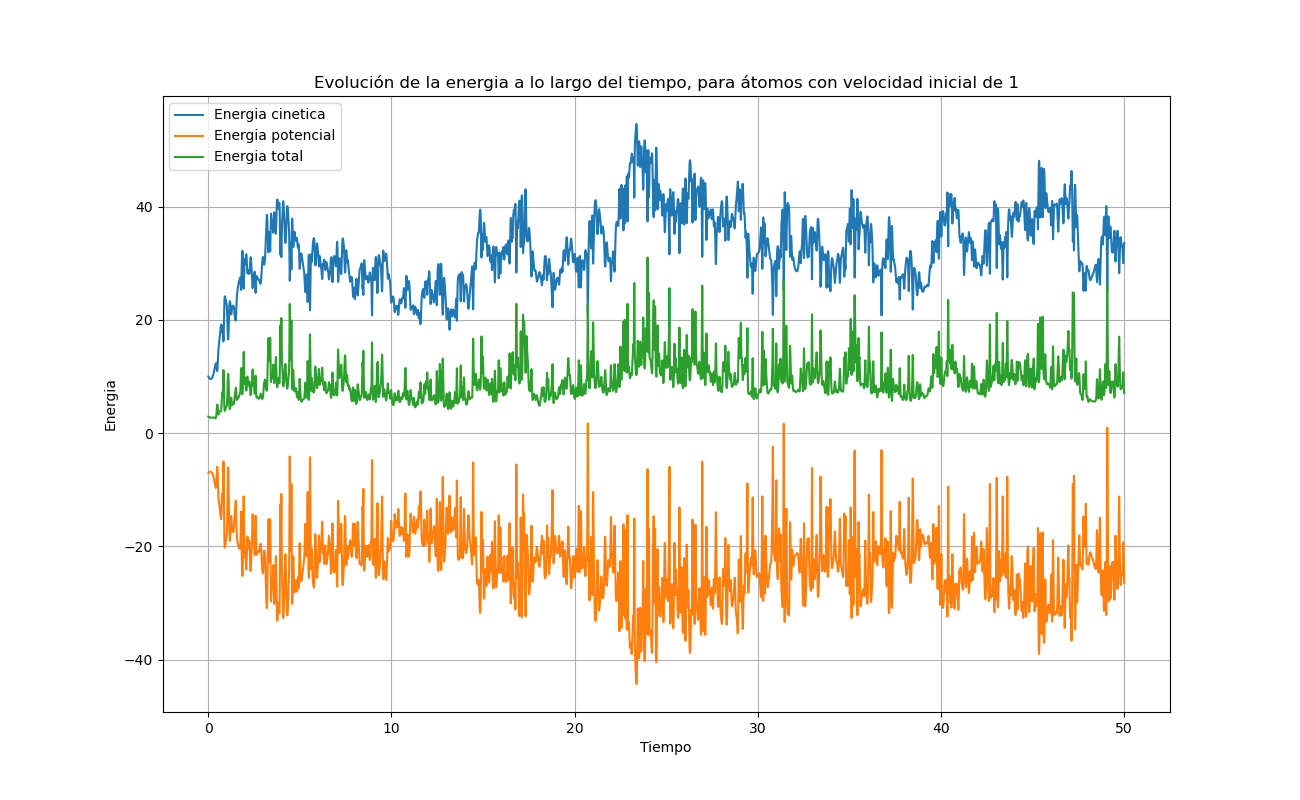 Evolución de la energia a lo largo del tiempo, para átomos con velocidad inicial de 1
Energia cinetica
Energia potencial
Energia total
40
20
0
−20
−40
Energia
0 10 20 30 40 50
Tiempo